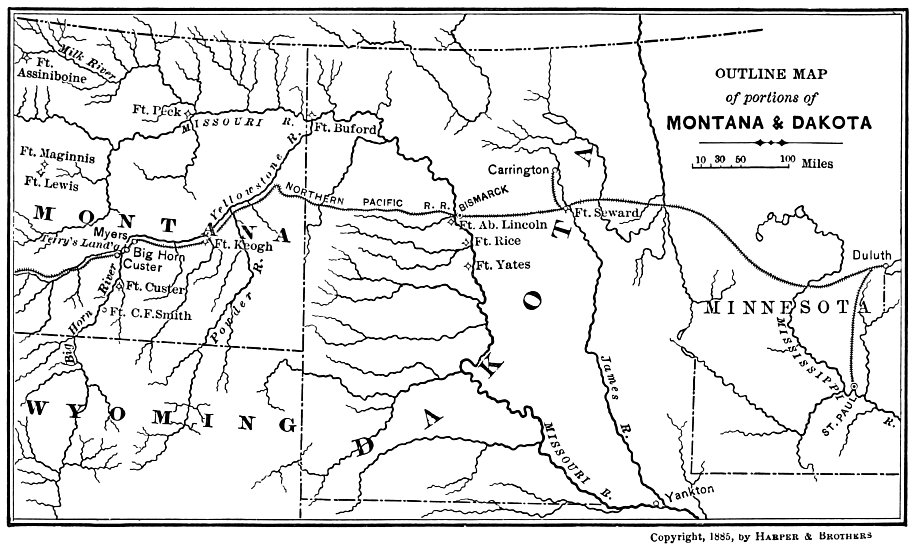 OUTLINE MAP
of portions of
MONTANA & DAKOTA
10 30 50 100 Miles
Milk River
Ft. Assiniboine
Ft. Peck
MISSOURI R.
Ft. Buford
Ft. Maginnis
Ft. Lewis
Yellowstone R.
NORTHERN PACIFIC R. R.
BISMARCK
Carrington
Ft. Seward
MONTANA
Myers
Terry's Land'g
Big Horn
Custer
Ft. Keogh
Ft. Ab. Lincoln
Ft. Rice
Ft. Yates
Ft. Custer
Ft. C.F. Smith
Big Horn River
Powder R.
Duluth
MINNESOTA
MISSISSIPPI R.
ST. PAUL
WYOMING
DAKOTA
James R.
MISSOURI R.
Yankton
Copyright, 1885, by HARPER & BROTHERS